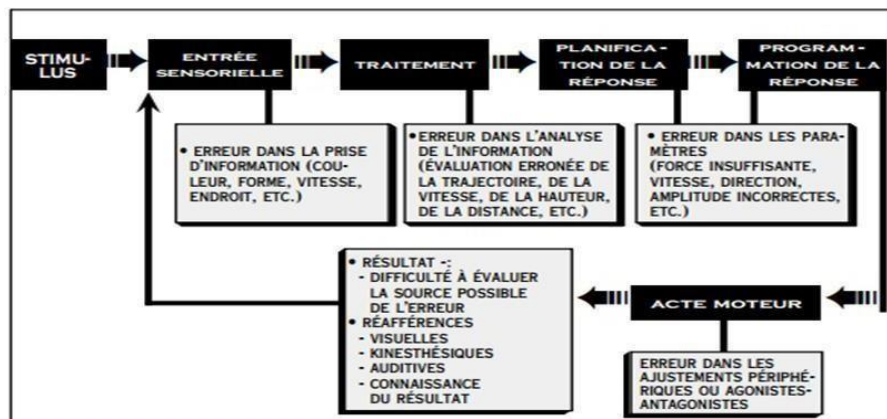 STIMU-
LUS
ENTRÉE
SENSORIELLE
TRAITEMENT
PLANIFICA -
TION DE LA
RÉPONSE
PROGRAM-
MATION DE LA
RÉPONSE
• ERREUR DANS LA PRISE
D'INFORMATION (COU-
LEUR, FORME, VITESSE,
ENDROIT, ETC.)
• ERREUR DANS L'ANALYSE
DE L'INFORMATION
(ÉVALUATION ERRONÉE DE
LA TRAJECTOIRE, DE LA
VITESSE, DE LA HAUTEUR,
DE LA DISTANCE, ETC.)
• ERREUR DANS LES PARA-
MÈTRES
(FORCE INSUFFISANTE,
VITESSE, DIRECTION,
AMPLITUDE INCORRECTES,
ETC.)
• RÉSULTAT -:
- DIFFICULTÉ À ÉVALUER
LA SOURCE POSSIBLE
DE L'ERREUR
• RÉAFFÉRENCES
- VISUELLES
- KINESTHÉSIQUES
- AUDITIVES
- CONNAISSANCE
DU RÉSULTAT
ACTE MOTEUR
ERREUR DANS LES
AJUSTEMENTS PÉRIPHÉ-
RIQUES OU AGONISTES-
ANTAGONISTES